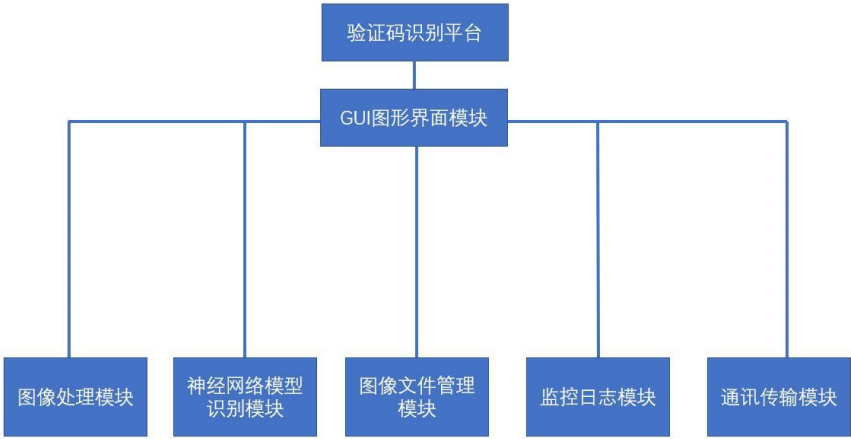 验证码识别平台
GUI图形界面模块
图像处理模块
神经网络模型
识别模块
图像文件管理
模块
监控日志模块
通讯传输模块